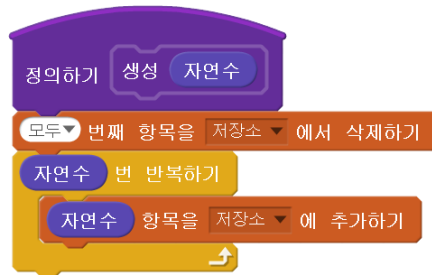 정의하기 생성 자연수
모두▼ 번째 항목을 저장소 ▼ 에서 삭제하기
자연수 번 반복하기
자연수 항목을 저장소 ▼ 에 추가하기